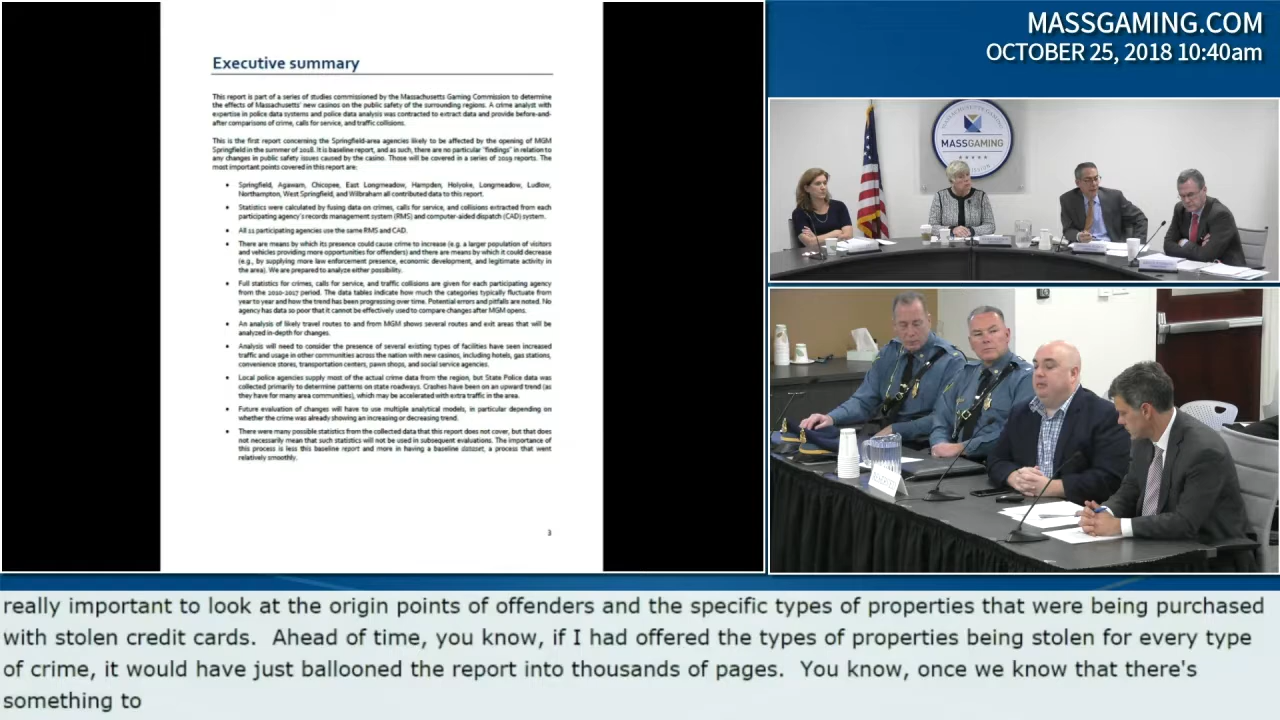 Executive summary
This report is part of a series of studies commissioned by the Massachusetts Gaming Commission to determine
the effects of Massachusetts' new casinos on the public safety of the surrounding regions. A crime analyst with
expertise in police data systems and police data analysis was contracted to extract data and provide before-and-
after comparisons of crime, calls for service, and traffic collisions.
This is the first report concerning the Springfield-area agencies likely to be affected by the opening of MGM
Springfield in the summer of 2018. It is baseline report, and as such, there are no particular "findings" in relation to
any changes in public safety issues caused by the casino. Those will be covered in a series of 2019 reports. The
most important points covered in this report are:
• Springfield, Agawam, Chicopee, East Longmeadow, Hampden, Holyoke, Longmeadow, Ludlow,
Northampton, West Springfield, and Wilbraham all contributed data to this report.
• Statistics were calculated by fusing data on crimes, calls for service, and collisions extracted from each
participating agency's records management system (RMS) and computer-aided dispatch (CAD) system.
• All 11 participating agencies use the same RMS and CAD.
• There are means by which its presence could cause crime to increase (e.g. a larger population of visitors
and vehicles providing more opportunities for offenders) and there are means by which it could decrease
(e.g., by supplying more law enforcement presence, economic development, and legitimate activity in
the area). We are prepared to analyze either possibility.
• Full statistics for crimes, calls for service, and traffic collisions are given for each participating agency
from the 2010-2017 period. The data tables indicate how much the categories typically fluctuate from
year to year and how the trend has been progressing over time. Potential errors and pitfalls are noted. No
agency has data so poor that it cannot be effectively used to compare changes after MGM opens.
• An analysis of likely travel routes to and from MGM shows several routes and exit areas that will be
analyzed in-depth for changes.
• Analysis will need to consider the presence of several existing types of facilities have seen increased
traffic and usage in other communities across the nation with new casinos, including hotels, gas stations,
convenience stores, transportation centers, pawn shops, and social service agencies.
• Local police agencies supply most of the actual crime data from the region, but State Police data was
collected primarily to determine patterns on state roadways. Crashes have been on an upward trend (as
they have for many area communities), which may be accelerated with extra traffic in the area.
• Future evaluation of changes will have to use multiple analytical models, in particular depending on
whether the crime was already showing an increasing or decreasing trend.
• There were many possible statistics from the collected data that this report does not cover, but that does
not necessarily mean that such statistics will not be used in subsequent evaluations. The importance of
this process is less this baseline report and more in having a baseline dataset, a process that went
relatively smoothly.
3
MASSGAMING.COM
OCTOBER 25, 2018 10:40am
MASSGAMING
really important to look at the origin points of offenders and the specific types of properties that were being purchased
with stolen credit cards.  Ahead of time, you know, if I had offered the types of properties being stolen for every type
of crime, it would have just ballooned the report into thousands of pages.  You know, once we know that there's
something to